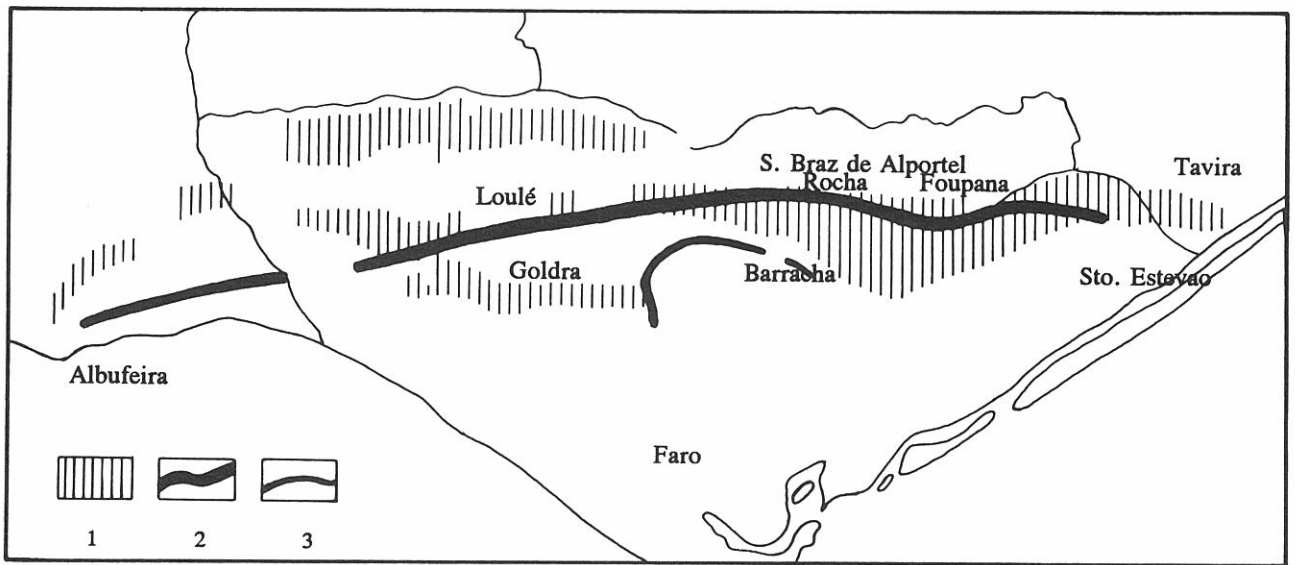 S. Braz de Alportel
Tavira
Rocha
Foupana
Loulé
Goldra
Barracha
Sto. Estevao
Albufeira
Faro
1
2
3